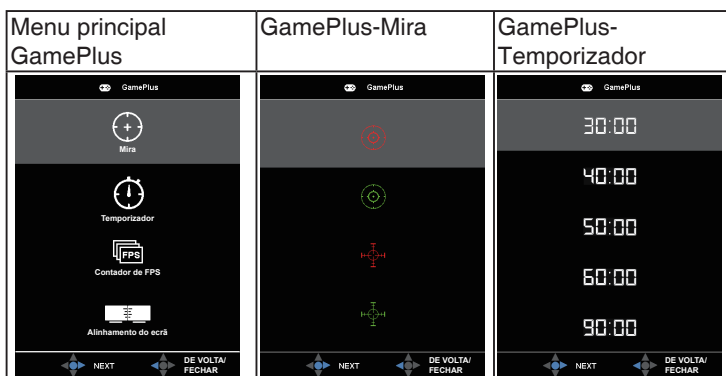 Menu principal
GamePlus
GamePlus-Mira
GamePlus-
Temporizador
GamePlus
Mira
Temporizador
FPS
Contador de FPS
Alinhamento do ecrã
NEXT
DE VOLTA/
FECHAR
GamePlus
NEXT
DE VOLTA/
FECHAR
GamePlus
30:00
40:00
50:00
60:00
90:00
NEXT
DE VOLTA/
FECHAR